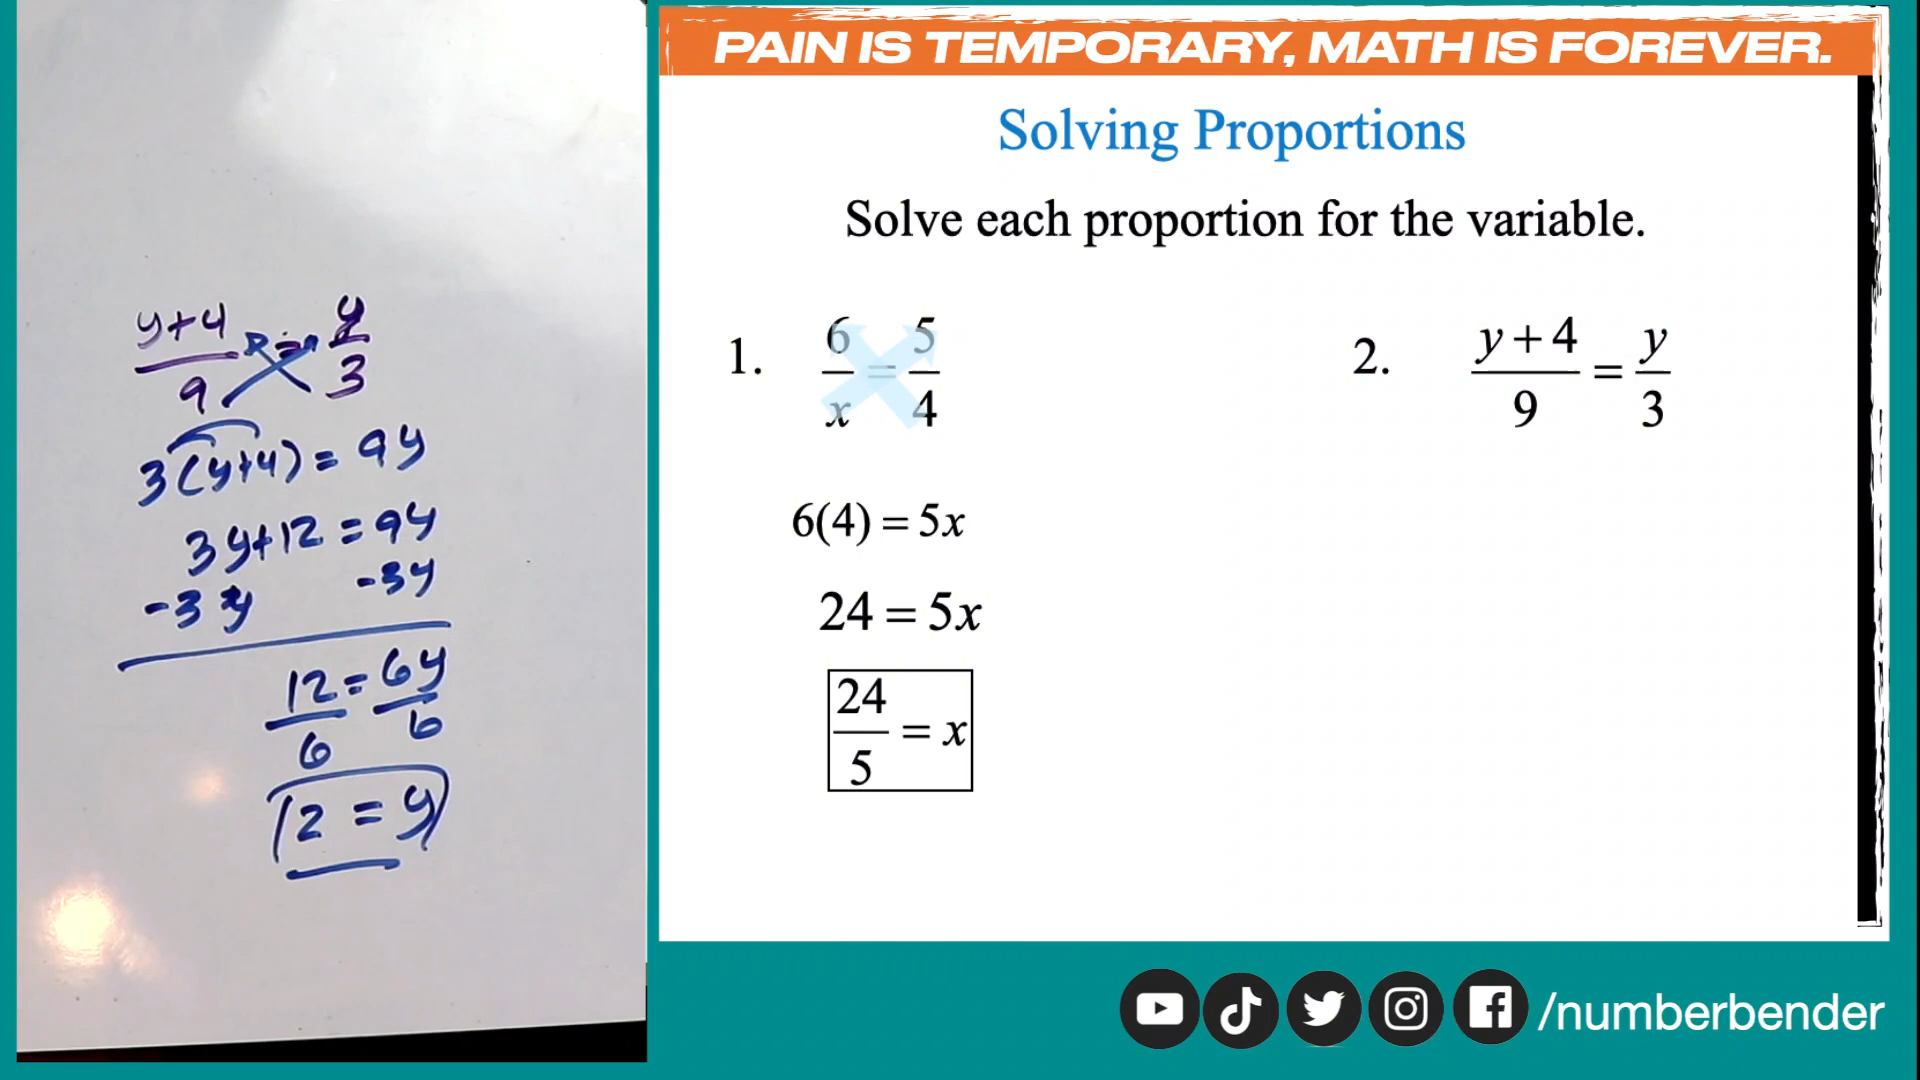 PAIN IS TEMPORARY, MATH IS FOREVER.
Solving Proportions
Solve each proportion for the variable.
1. 6/x = 5/4
6(4) = 5x
24 = 5x
24/5 = x
2. (y + 4)/9 = y/3
y+4/9 = y/3
3(y+4) = 9y
3y+12 = 9y
-3y -3y
12/6 = 6y/6
2 = y
/numberbender